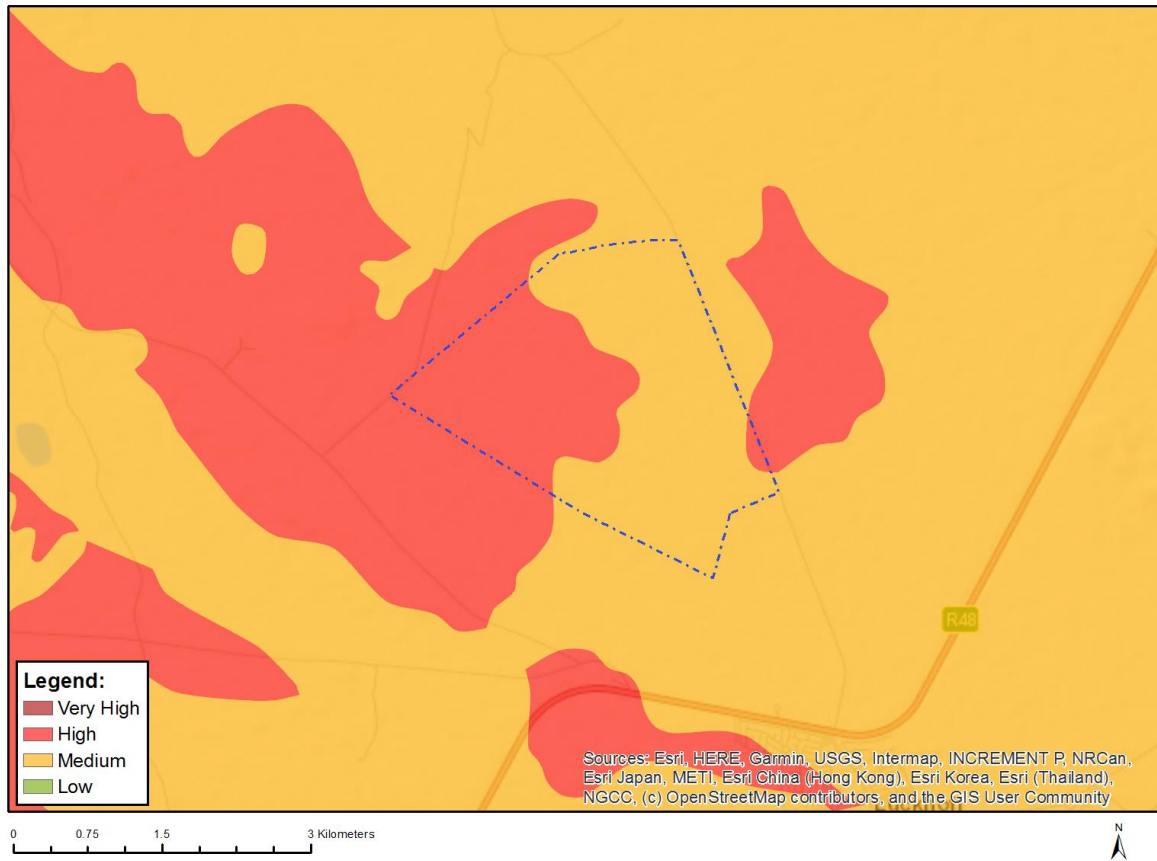 R48
Legend:
Very High
High
Medium
Low
Sources: Esri, HERE, Garmin, USGS, Intermap, INCREMENT P, NRCan,
Esri Japan, METI, Esri China (Hong Kong), Esri Korea, Esri (Thailand),
NGCC, (c) OpenStreetMap contributors, and the GIS User Community
0 0.75 1.5 3 Kilometers
N